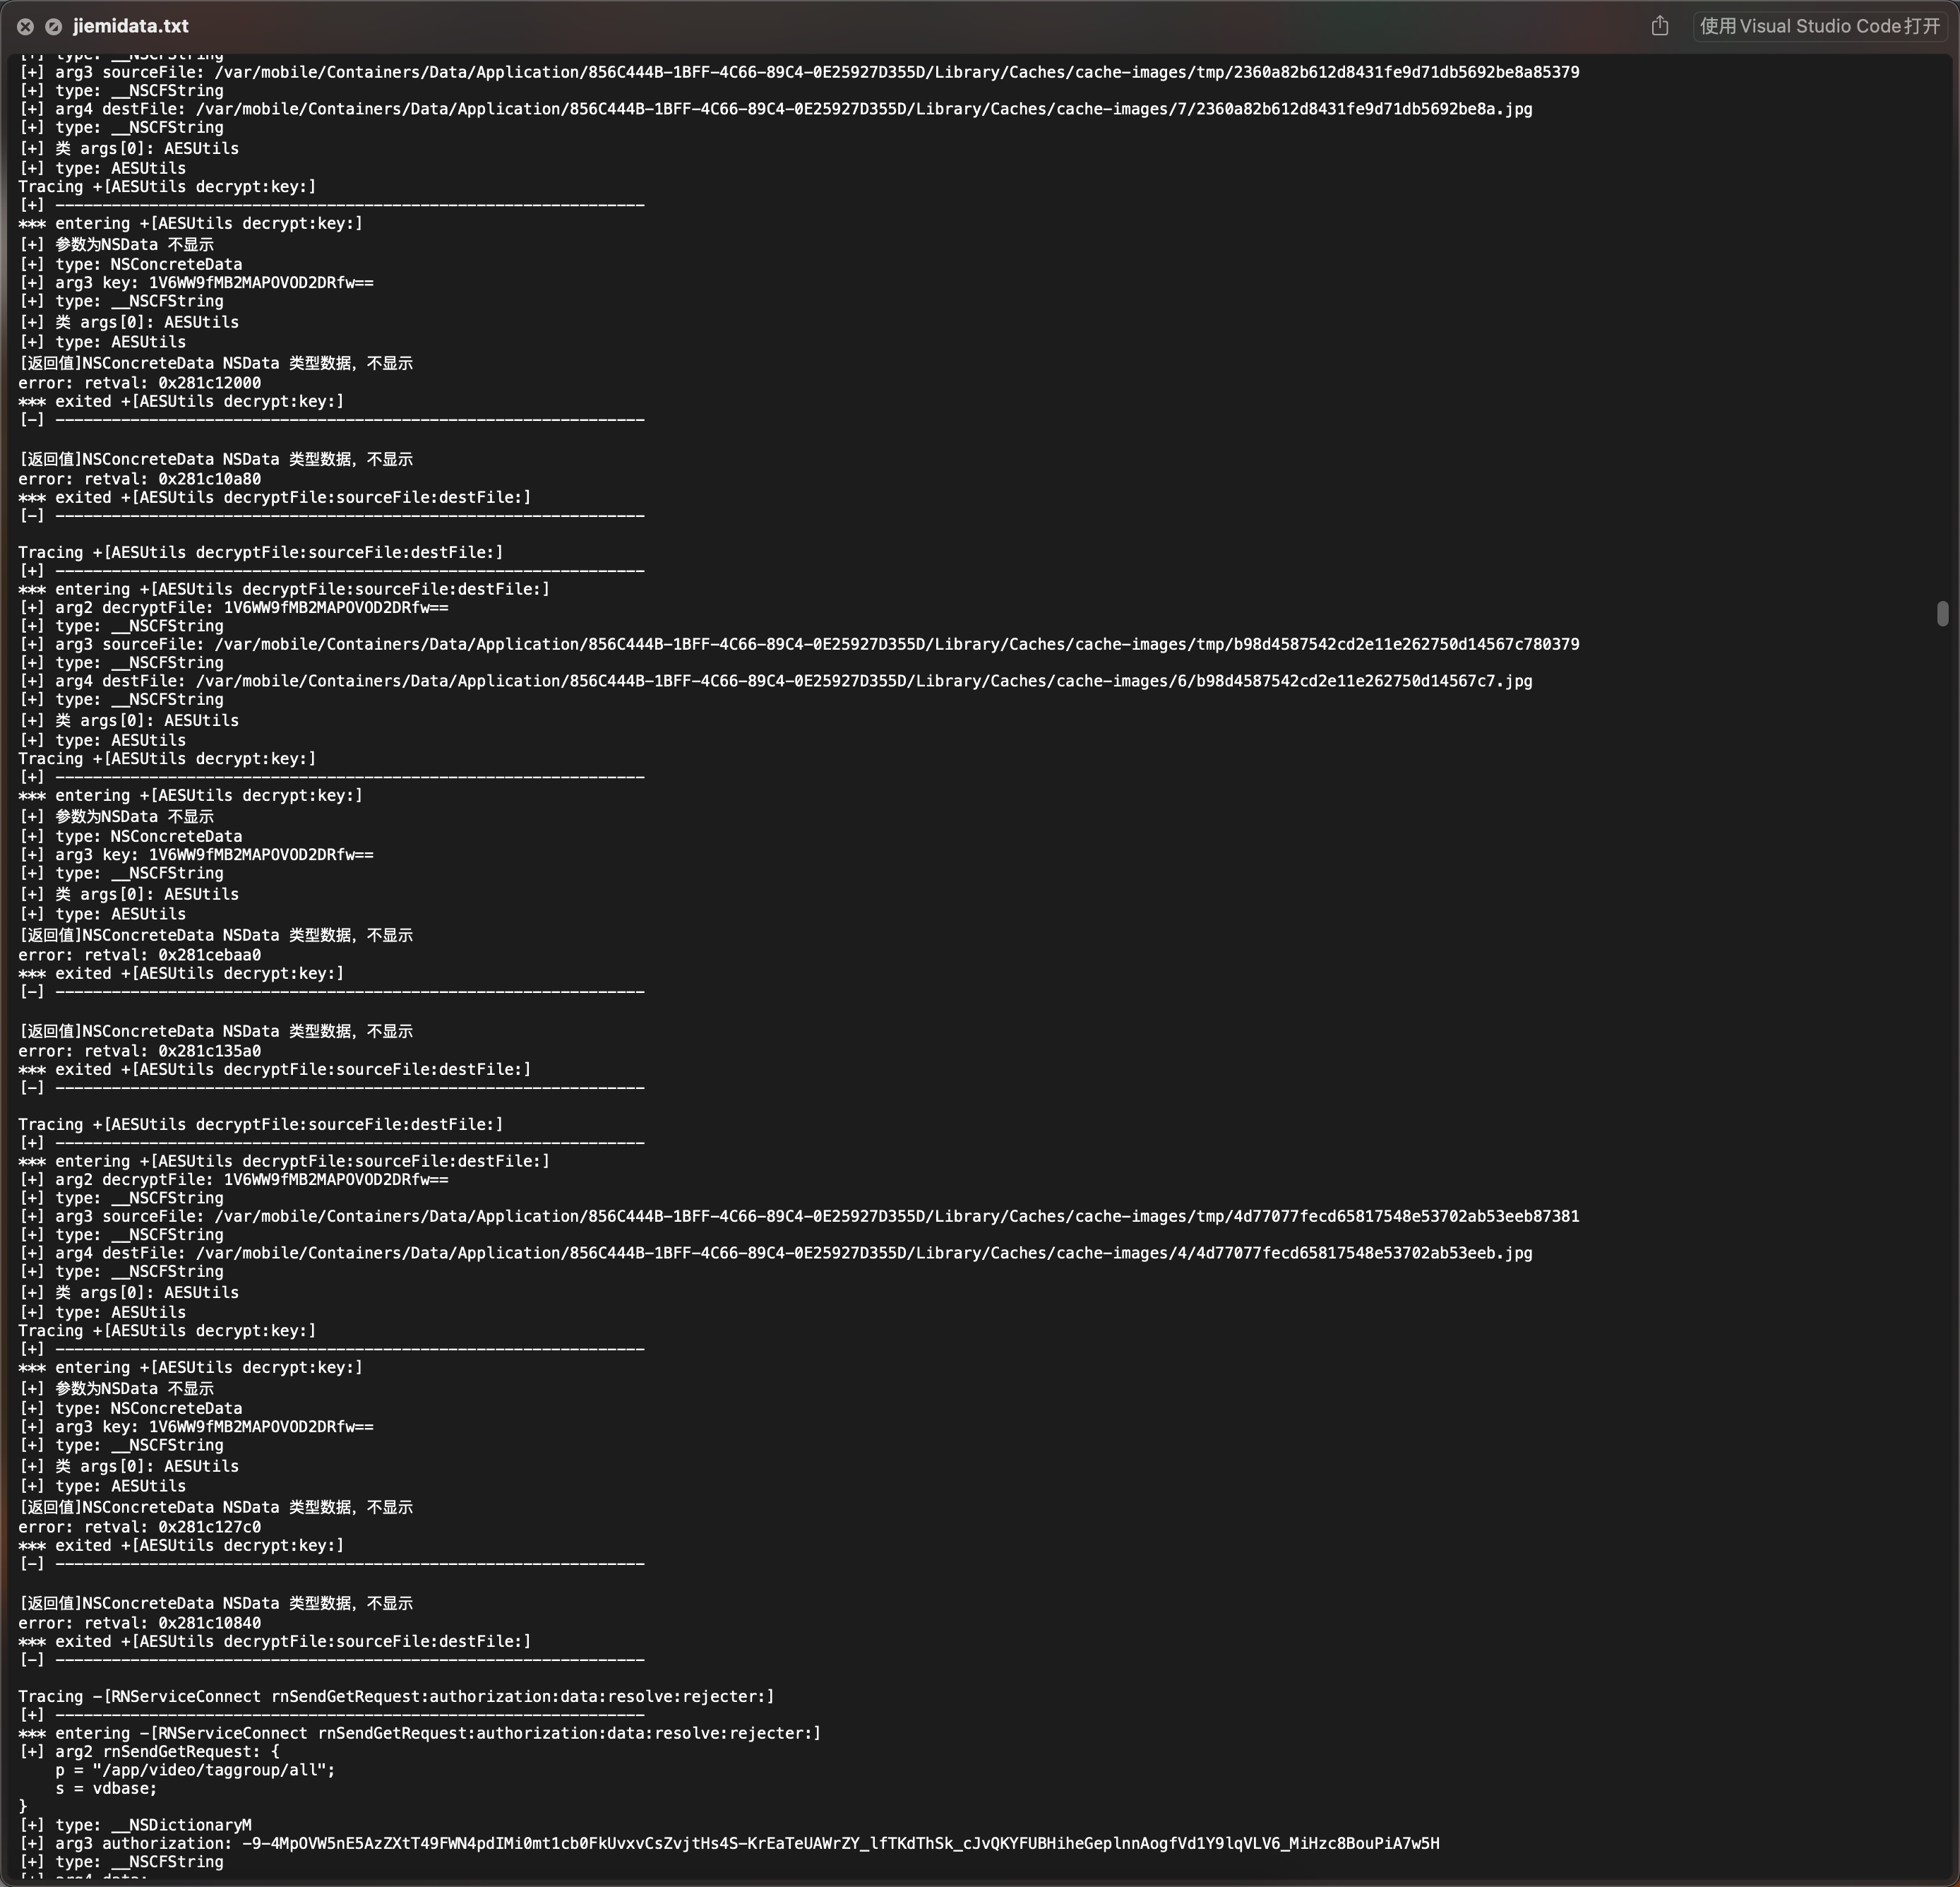 jiemidata.txt
使用 Visual Studio Code 打开
[+] type: __NSCFString
[+] arg3 sourceFile: /var/mobile/Containers/Data/Application/856C444B-1BFF-4C66-89C4-0E25927D355D/Library/Caches/cache-images/tmp/2360a82b612d8431fe9d71db5692be8a85379
[+] type: __NSCFString
[+] arg4 destFile: /var/mobile/Containers/Data/Application/856C444B-1BFF-4C66-89C4-0E25927D355D/Library/Caches/cache-images/7/2360a82b612d8431fe9d71db5692be8a.jpg
[+] type: __NSCFString
[+] 类 args[0]: AESUtils
[+] type: AESUtils
Tracing +[AESUtils decrypt:key:]
[+] ---------------------------------------------------------------
*** entering +[AESUtils decrypt:key:]
[+] 参数为NSData 不显示
[+] type: NSConcreteData
[+] arg3 key: 1V6WW9fMB2MAPOVOD2DRfw==
[+] type: __NSCFString
[+] 类 args[0]: AESUtils
[+] type: AESUtils
[返回值]NSConcreteData NSData 类型数据，不显示
error: retval: 0x281c12000
*** exited +[AESUtils decrypt:key:]
[-] ---------------------------------------------------------------
[返回值]NSConcreteData NSData 类型数据，不显示
error: retval: 0x281c10a80
*** exited +[AESUtils decryptFile:sourceFile:destFile:]
[-] ---------------------------------------------------------------
Tracing +[AESUtils decryptFile:sourceFile:destFile:]
[+] ---------------------------------------------------------------
*** entering +[AESUtils decryptFile:sourceFile:destFile:]
[+] arg2 decryptFile: 1V6WW9fMB2MAPOVOD2DRfw==
[+] type: __NSCFString
[+] arg3 sourceFile: /var/mobile/Containers/Data/Application/856C444B-1BFF-4C66-89C4-0E25927D355D/Library/Caches/cache-images/tmp/b98d4587542cd2e11e262750d14567c780379
[+] type: __NSCFString
[+] arg4 destFile: /var/mobile/Containers/Data/Application/856C444B-1BFF-4C66-89C4-0E25927D355D/Library/Caches/cache-images/6/b98d4587542cd2e11e262750d14567c7.jpg
[+] type: __NSCFString
[+] 类 args[0]: AESUtils
[+] type: AESUtils
Tracing +[AESUtils decrypt:key:]
[+] ---------------------------------------------------------------
*** entering +[AESUtils decrypt:key:]
[+] 参数为NSData 不显示
[+] type: NSConcreteData
[+] arg3 key: 1V6WW9fMB2MAPOVOD2DRfw==
[+] type: __NSCFString
[+] 类 args[0]: AESUtils
[+] type: AESUtils
[返回值]NSConcreteData NSData 类型数据，不显示
error: retval: 0x281cebaa0
*** exited +[AESUtils decrypt:key:]
[-] ---------------------------------------------------------------
[返回值]NSConcreteData NSData 类型数据，不显示
error: retval: 0x281c135a0
*** exited +[AESUtils decryptFile:sourceFile:destFile:]
[-] ---------------------------------------------------------------
Tracing +[AESUtils decryptFile:sourceFile:destFile:]
[+] ---------------------------------------------------------------
*** entering +[AESUtils decryptFile:sourceFile:destFile:]
[+] arg2 decryptFile: 1V6WW9fMB2MAPOVOD2DRfw==
[+] type: __NSCFString
[+] arg3 sourceFile: /var/mobile/Containers/Data/Application/856C444B-1BFF-4C66-89C4-0E25927D355D/Library/Caches/cache-images/tmp/4d77077fecd65817548e53702ab53eeb87381
[+] type: __NSCFString
[+] arg4 destFile: /var/mobile/Containers/Data/Application/856C444B-1BFF-4C66-89C4-0E25927D355D/Library/Caches/cache-images/4/4d77077fecd65817548e53702ab53eeb.jpg
[+] type: __NSCFString
[+] 类 args[0]: AESUtils
[+] type: AESUtils
Tracing +[AESUtils decrypt:key:]
[+] ---------------------------------------------------------------
*** entering +[AESUtils decrypt:key:]
[+] 参数为NSData 不显示
[+] type: NSConcreteData
[+] arg3 key: 1V6WW9fMB2MAPOVOD2DRfw==
[+] type: __NSCFString
[+] 类 args[0]: AESUtils
[+] type: AESUtils
[返回值]NSConcreteData NSData 类型数据，不显示
error: retval: 0x281c127c0
*** exited +[AESUtils decrypt:key:]
[-] ---------------------------------------------------------------
[返回值]NSConcreteData NSData 类型数据，不显示
error: retval: 0x281c10840
*** exited +[AESUtils decryptFile:sourceFile:destFile:]
[-] ---------------------------------------------------------------
Tracing -[RNServiceConnect rnSendGetRequest:authorization:data:resolve:rejecter:]
[+] ---------------------------------------------------------------
*** entering -[RNServiceConnect rnSendGetRequest:authorization:data:resolve:rejecter:]
[+] arg2 rnSendGetRequest: {
p = "/app/video/taggroup/all";
s = vdbase;
}
[+] type: __NSDictionaryM
[+] arg3 authorization: -9-4MpOVW5nE5AzZXtT49FWN4pdIMi0mt1cb0FkUvxvCsZvjtHs4S-KrEaTeUAWrZY_lfTKdThSk_cJvQKYFUBHiheGeplnnAogfVd1Y9lqVLV6_MiHzc8BouPiA7w5H
[+] type: __NSCFString
[+] arg4 data: